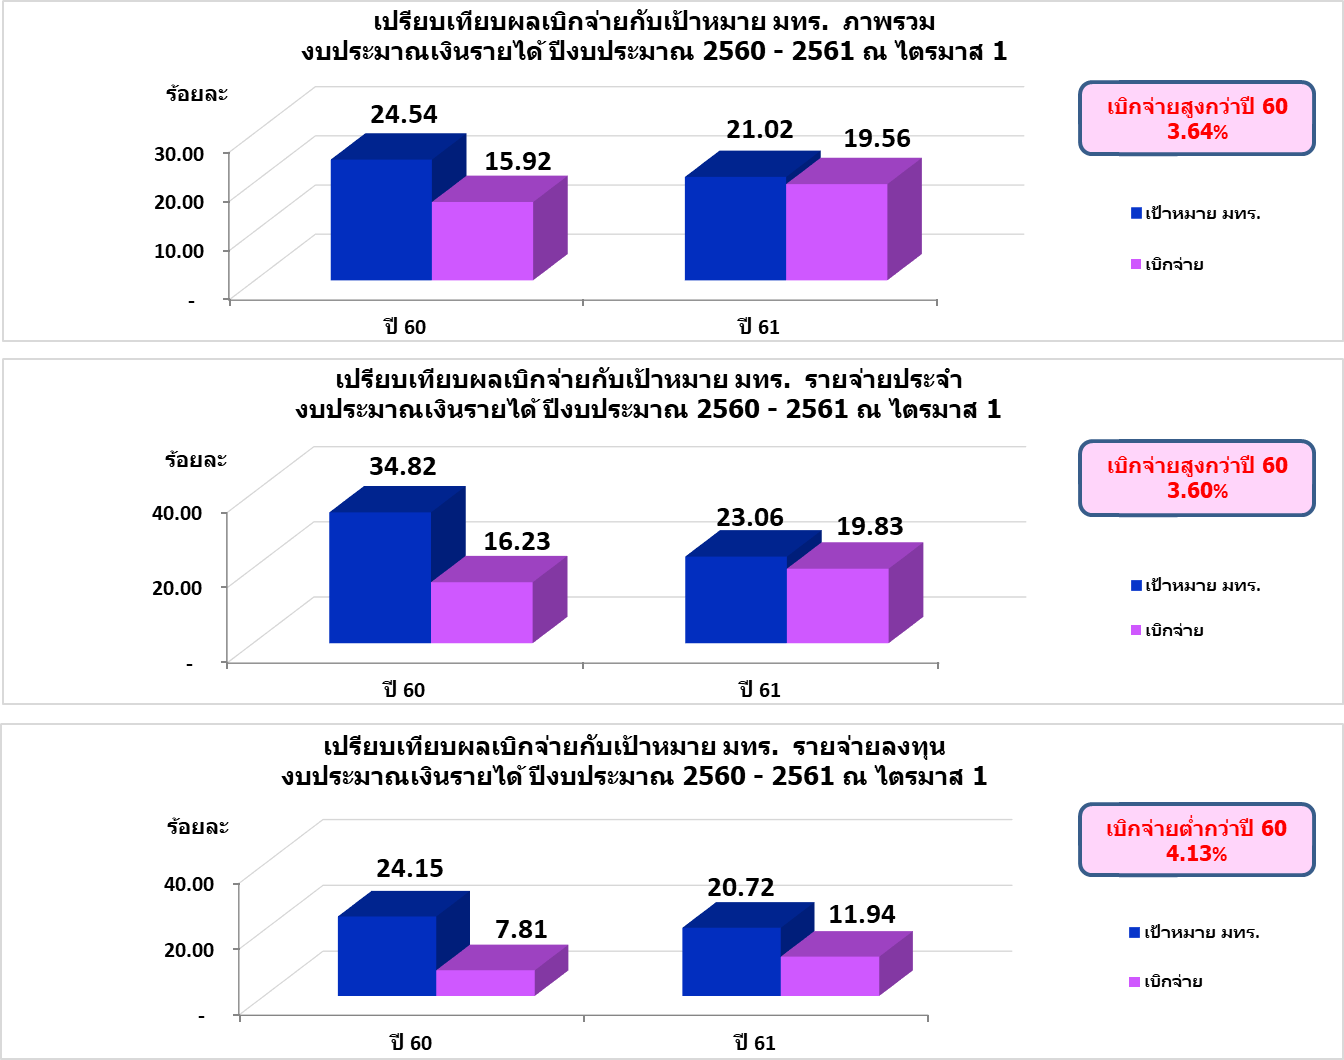 เปรียบเทียบผลเบิกจ่ายกับเป้าหมาย มทร. ภาพรวม
งบประมาณเงินรายได้ ปีงบประมาณ 2560 - 2561 ณ ไตรมาส 1
ร้อยละ
30.00
20.00
10.00
-
24.54
15.92
21.02
19.56
ปี 60
ปี 61
เบิกจ่ายสูงกว่าปี 60
3.64%
เป้าหมาย มทร.
เบิกจ่าย
เปรียบเทียบผลเบิกจ่ายกับเป้าหมาย มทร. รายจ่ายประจำ
งบประมาณเงินรายได้ ปีงบประมาณ 2560 - 2561 ณ ไตรมาส 1
ร้อยละ
40.00
20.00
-
34.82
16.23
23.06
19.83
ปี 60
ปี 61
เบิกจ่ายสูงกว่าปี 60
3.60%
เป้าหมาย มทร.
เบิกจ่าย
เปรียบเทียบผลเบิกจ่ายกับเป้าหมาย มทร. รายจ่ายลงทุน
งบประมาณเงินรายได้ ปีงบประมาณ 2560 - 2561 ณ ไตรมาส 1
ร้อยละ
40.00
20.00
-
24.15
7.81
20.72
11.94
ปี 60
ปี 61
เบิกจ่ายต่ำกว่าปี 60
4.13%
เป้าหมาย มทร.
เบิกจ่าย